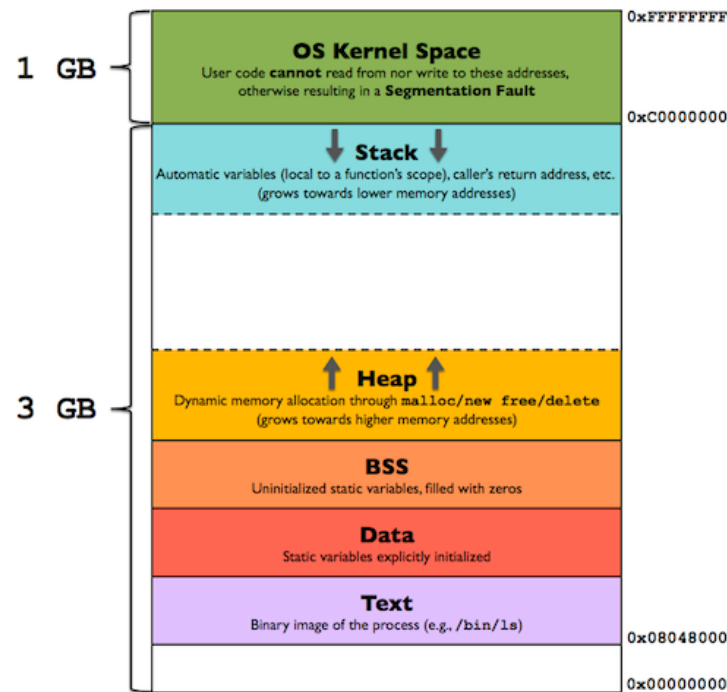 0xFFFFFFFF
1 GB
OS Kernel Space
User code cannot read from nor write to these addresses,
otherwise resulting in a Segmentation Fault
0xC0000000
Stack
Automatic variables (local to a function's scope), caller's return address, etc.
(grows towards lower memory addresses)
3 GB
Heap
Dynamic memory allocation through malloc/new free/delete
(grows towards higher memory addresses)
BSS
Uninitialized static variables, filled with zeros
Data
Static variables explicitly initialized
Text
Binary image of the process (e.g., /bin/ls)
0x08048000
0x00000000